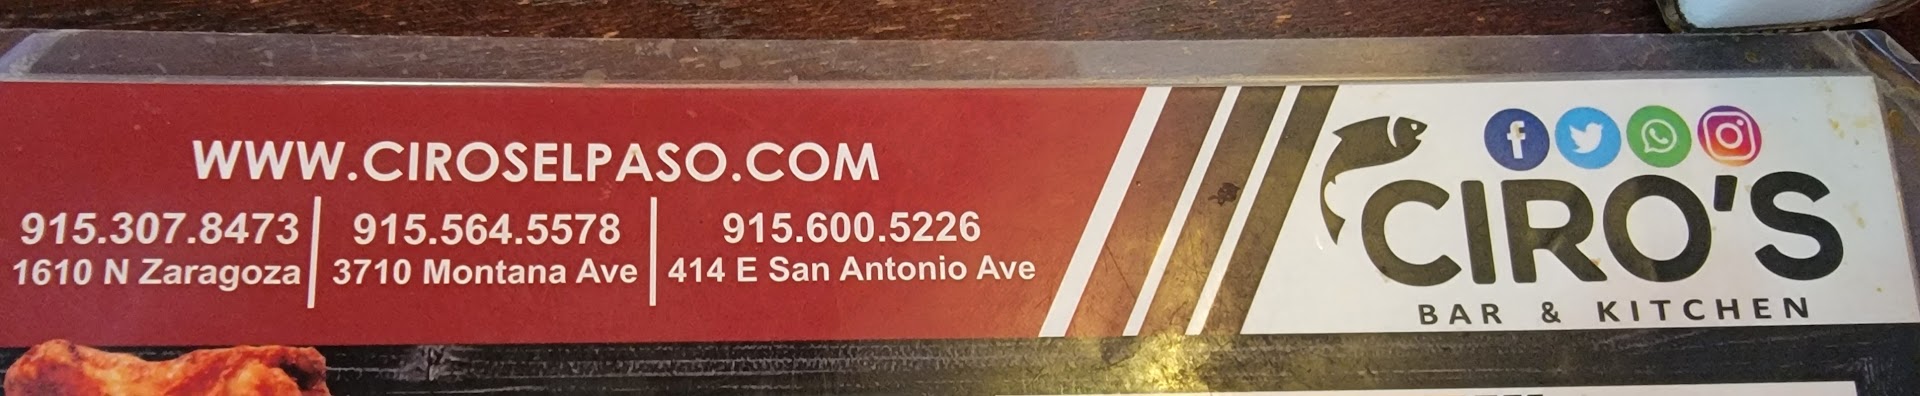 WWW.CIROSELPASO.COM
915.307.8473
1610 N Zaragoza
915.564.5578
3710 Montana Ave
915.600.5226
414 E San Antonio Ave
CIRO'S
BAR & KITCHEN